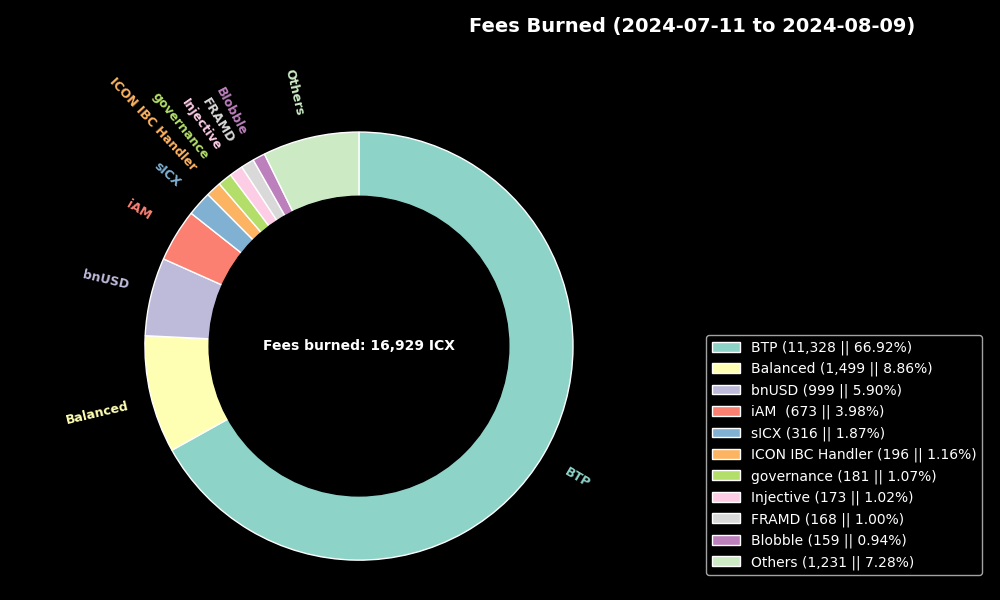 Fees Burned (2024-07-11 to 2024-08-09)
Others
Blobble
FRAMD
Injective
governance
ICON IBC Handler
sICX
iAM
bnUSD
Balanced
BTP
Fees burned: 16,929 ICX
BTP (11,328 || 66.92%)
Balanced (1,499 || 8.86%)
bnUSD (999 || 5.90%)
iAM  (673 || 3.98%)
sICX (316 || 1.87%)
ICON IBC Handler (196 || 1.16%)
governance (181 || 1.07%)
Injective (173 || 1.02%)
FRAMD (168 || 1.00%)
Blobble (159 || 0.94%)
Others (1,231 || 7.28%)